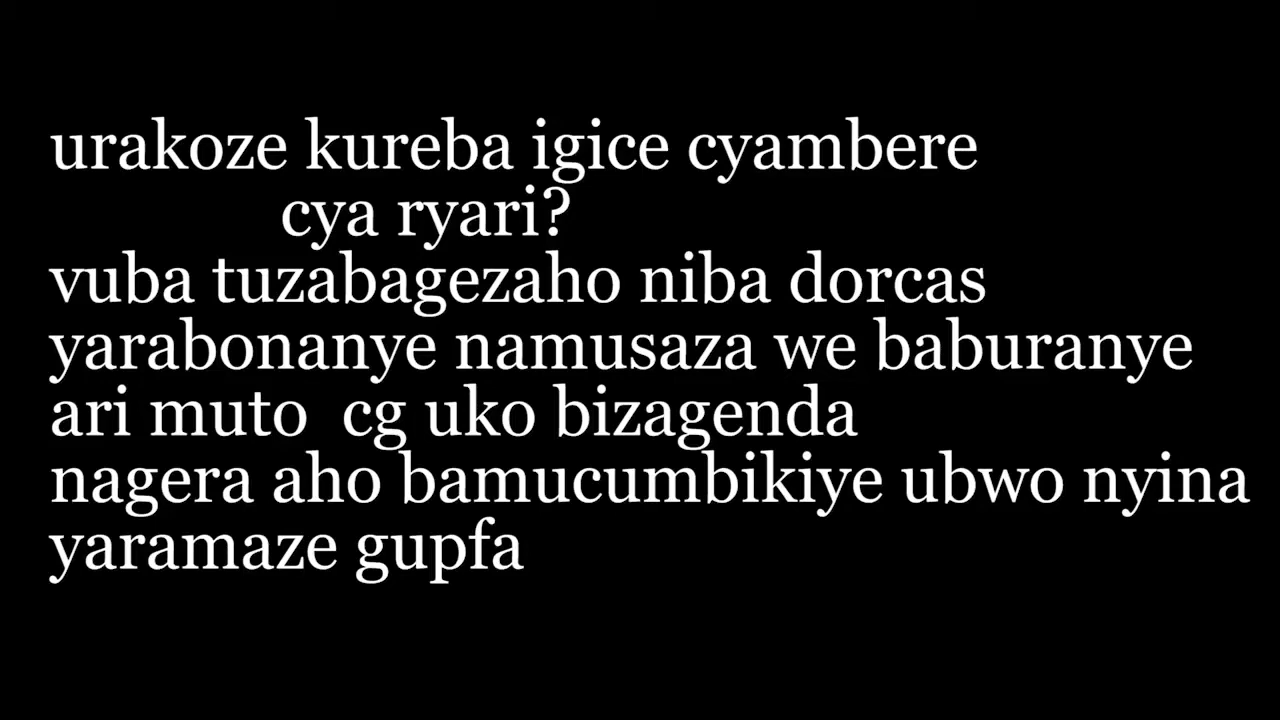 urakoze kureba igice cyambere
cya ryari?
vuba tuzabagezaho niba dorcas
yarabonanye namusaza we baburanye
ari muto  cg uko bizagenda
nagera aho bamucumbikiye ubwo nyina
yaramaze gupfa